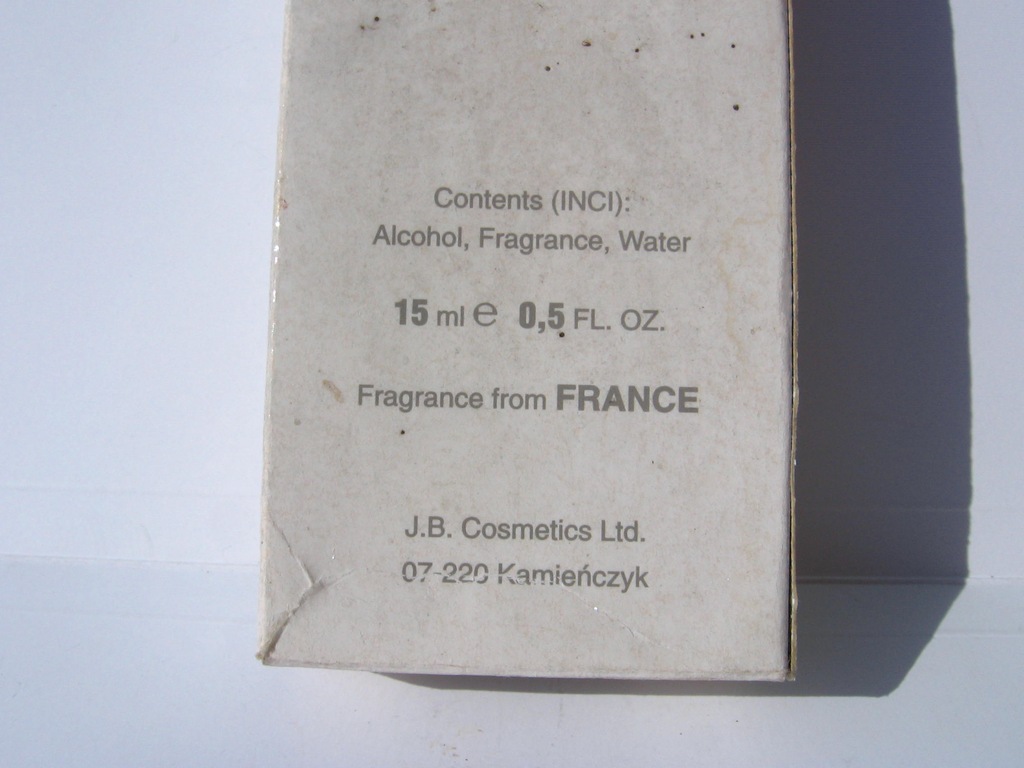 Contents (INCI):
Alcohol, Fragrance, Water
15 ml e 0,5 FL. OZ.
Fragrance from FRANCE
J.B. Cosmetics Ltd.
07-220 Kamieńczyk